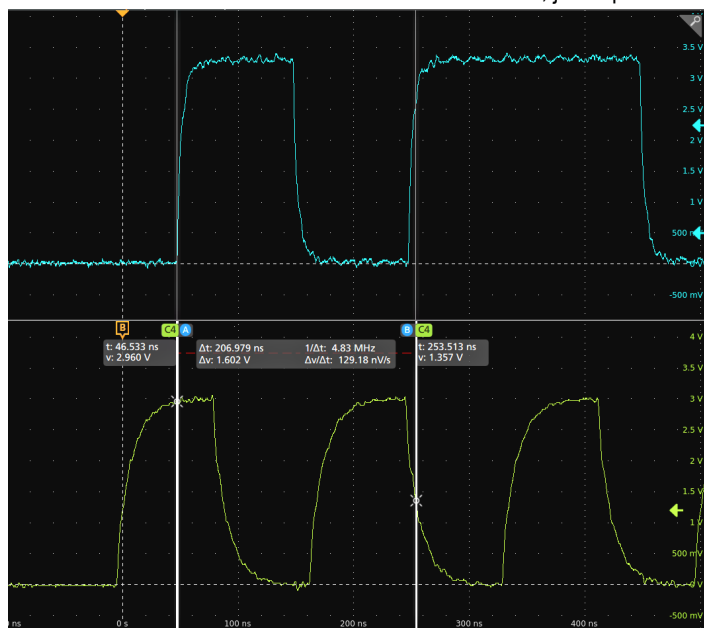 3.5 V
3 V
2.5 V
2 V
1.5 V
1 V
-500 mV
B
C4 A
B C4
t: 46.533 ns
v: 2.960 V
Δt: 206.979 ns 1/Δt: 4.83 MHz
Δv: 1.602 V Δv/Δt: 129.18 nV/s
t: 253.513 ns
v: 1.357 V
4 V
3.5 V
3 V
2.5 V
2 V
1.5 V
1 V
500 mV
0 V
-500 mV
0 s
100 ns
200 ns
300 ns
400 ns